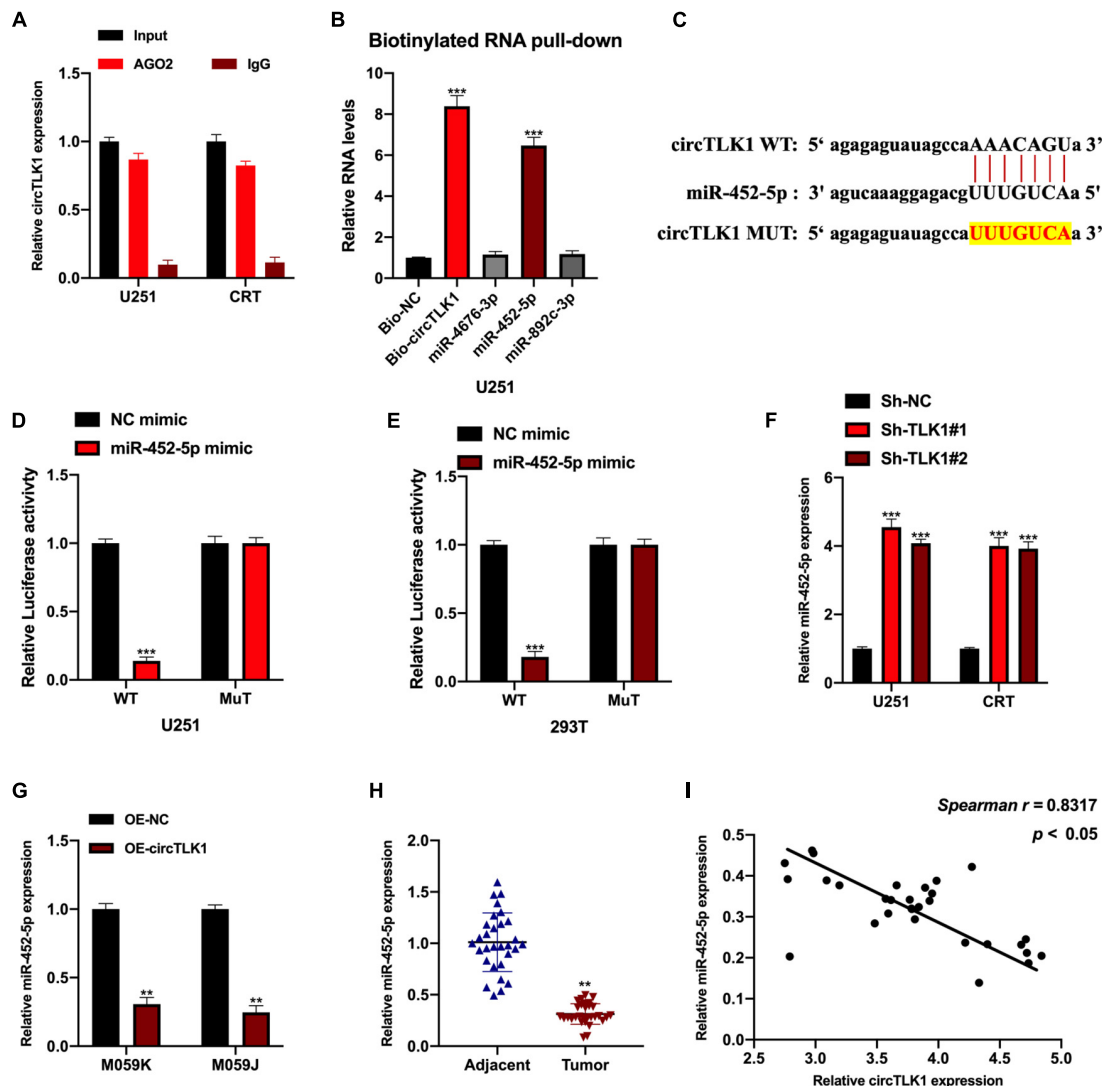 A
Input
AGO2
IgG
Relative circTLK1 expression
1.5
1.0
0.5
0.0
U251
CRT
B
Biotinylated RNA pull-down
Relative RNA levels
10
8
6
4
2
0
***
***
Bio-NC
Bio-circTLK1
miR-4676-3p
miR-452-5p
miR-892c-3p
U251
C
circTLK1 WT: 5‘ agagaguauagccaAAACAGUa 3’
miR-452-5p : 3' agucaaaggagacgUUUGUCAa 5'
circTLK1 MUT: 5‘ agagaguauagccaUUUGUCAa 3’
D
NC mimic
miR-452-5p mimic
Relative Luciferase activivty
1.5
1.0
0.5
0.0
***
WT
MuT
U251
E
NC mimic
miR-452-5p mimic
Relative Luciferase activity
1.5
1.0
0.5
0.0
***
WT
MuT
293T
F
Sh-NC
Sh-TLK1#1
Sh-TLK1#2
Relative miR-452-5p expression
6
4
2
0
***
***
***
***
U251
CRT
G
OE-NC
OE-circTLK1
Relative miR-452-5p expression
1.5
1.0
0.5
0.0
**
**
M059K
M059J
H
Relative miR-452-5p expression
2.0
1.5
1.0
0.5
0.0
**
Adjacent
Tumor
I
Spearman r = 0.8317
p < 0.05
Relative miR-452-5p expression
0.5
0.4
0.3
0.2
0.1
0.0
2.5
3.0
3.5
4.0
4.5
5.0
Relative circTLK1 expression